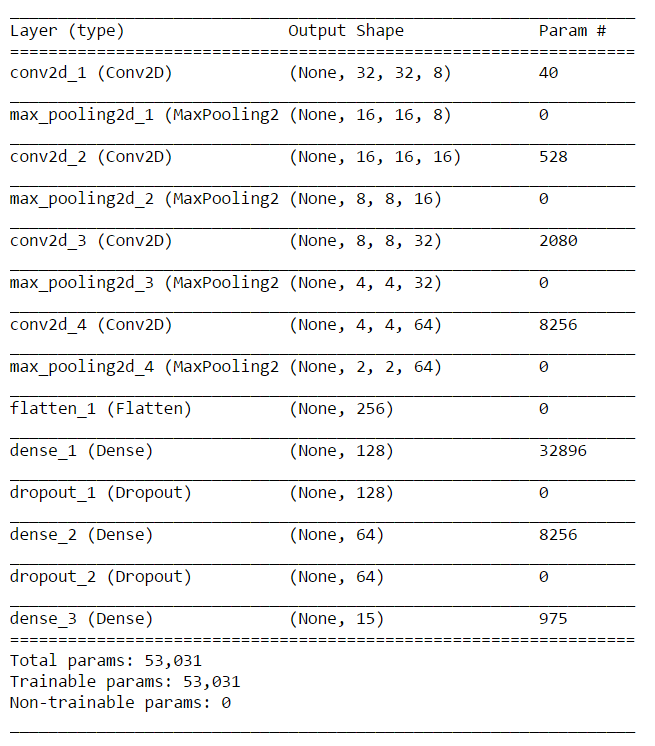 _________________________________________________________________
Layer (type)                 Output Shape              Param #
=================================================================
conv2d_1 (Conv2D)            (None, 32, 32, 8)         40
_________________________________________________________________
max_pooling2d_1 (MaxPooling2 (None, 16, 16, 8)         0
_________________________________________________________________
conv2d_2 (Conv2D)            (None, 16, 16, 16)        528
_________________________________________________________________
max_pooling2d_2 (MaxPooling2 (None, 8, 8, 16)          0
_________________________________________________________________
conv2d_3 (Conv2D)            (None, 8, 8, 32)          2080
_________________________________________________________________
max_pooling2d_3 (MaxPooling2 (None, 4, 4, 32)          0
_________________________________________________________________
conv2d_4 (Conv2D)            (None, 4, 4, 64)          8256
_________________________________________________________________
max_pooling2d_4 (MaxPooling2 (None, 2, 2, 64)          0
_________________________________________________________________
flatten_1 (Flatten)          (None, 256)               0
_________________________________________________________________
dense_1 (Dense)              (None, 128)               32896
_________________________________________________________________
dropout_1 (Dropout)          (None, 128)               0
_________________________________________________________________
dense_2 (Dense)              (None, 64)                8256
_________________________________________________________________
dropout_2 (Dropout)          (None, 64)                0
_________________________________________________________________
dense_3 (Dense)              (None, 15)                975
=================================================================
Total params: 53,031
Trainable params: 53,031
Non-trainable params: 0
_________________________________________________________________